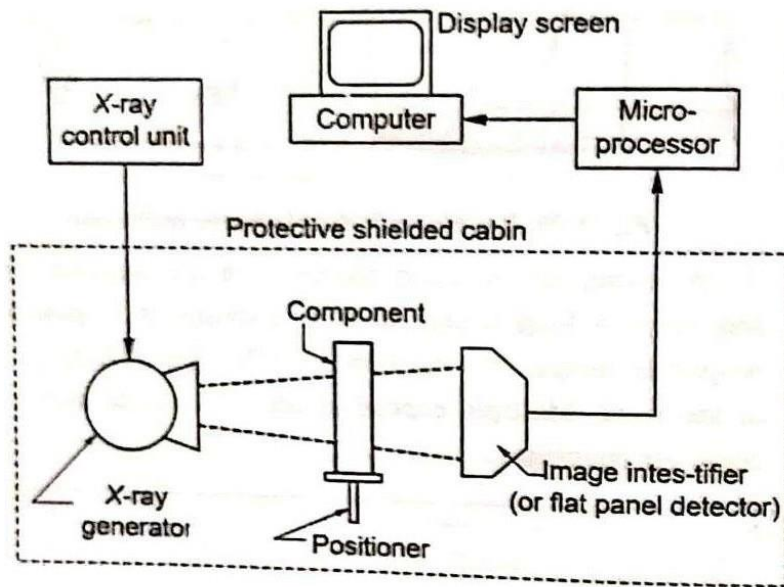 Display screen
X-ray
control unit
Computer
Micro-
processor
Protective shielded cabin
Component
X-ray
generator
Positioner
Image intes-tifier
(or flat panel detector)